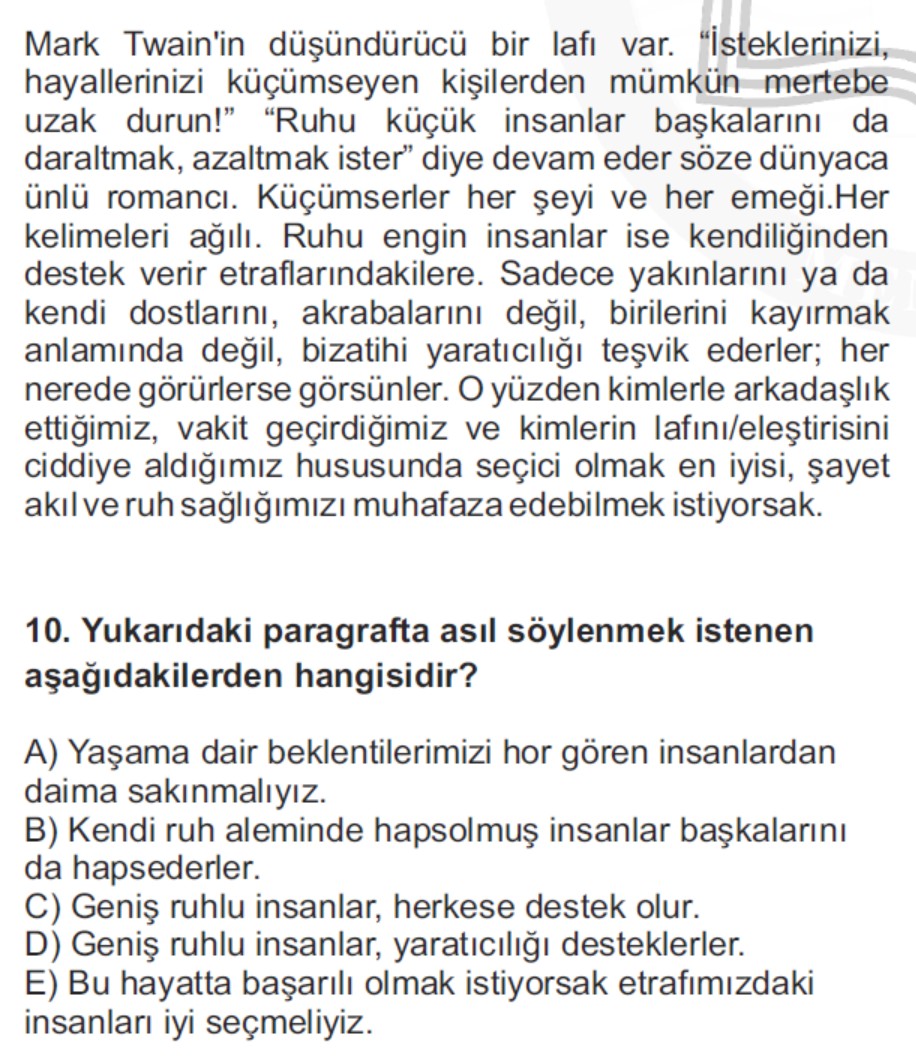 Mark Twain'in düşündürücü bir lafı var. “İsteklerinizi,
hayallerinizi küçümseyen kişilerden mümkün mertebe
uzak durun!” “Ruhu küçük insanlar başkalarını da
daraltmak, azaltmak ister” diye devam eder söze dünyaca
ünlü romancı. Küçümserler her şeyi ve her emeği.Her
kelimeleri ağılı. Ruhu engin insanlar ise kendiliğinden
destek verir etraflarındakilere. Sadece yakınlarını ya da
kendi dostlarını, akrabalarını değil, birilerini kayırmak
anlamında değil, bizatihi yaratıcılığı teşvik ederler; her
nerede görürlerse görsünler. O yüzden kimlerle arkadaşlık
ettiğimiz, vakit geçirdiğimiz ve kimlerin lafını/eleştirisini
ciddiye aldığımız hususunda seçici olmak en iyisi, şayet
akıl ve ruh sağlığımızı muhafaza edebilmek istiyorsak.
10. Yukarıdaki paragrafta asıl söylenmek istenen
aşağıdakilerden hangisidir?
A) Yaşama dair beklentilerimizi hor gören insanlardan
daima sakınmalıyız.
B) Kendi ruh aleminde hapsolmuş insanlar başkalarını
da hapsederler.
C) Geniş ruhlu insanlar, herkese destek olur.
D) Geniş ruhlu insanlar, yaratıcılığı desteklerler.
E) Bu hayatta başarılı olmak istiyorsak etrafımızdaki
insanları iyi seçmeliyiz.